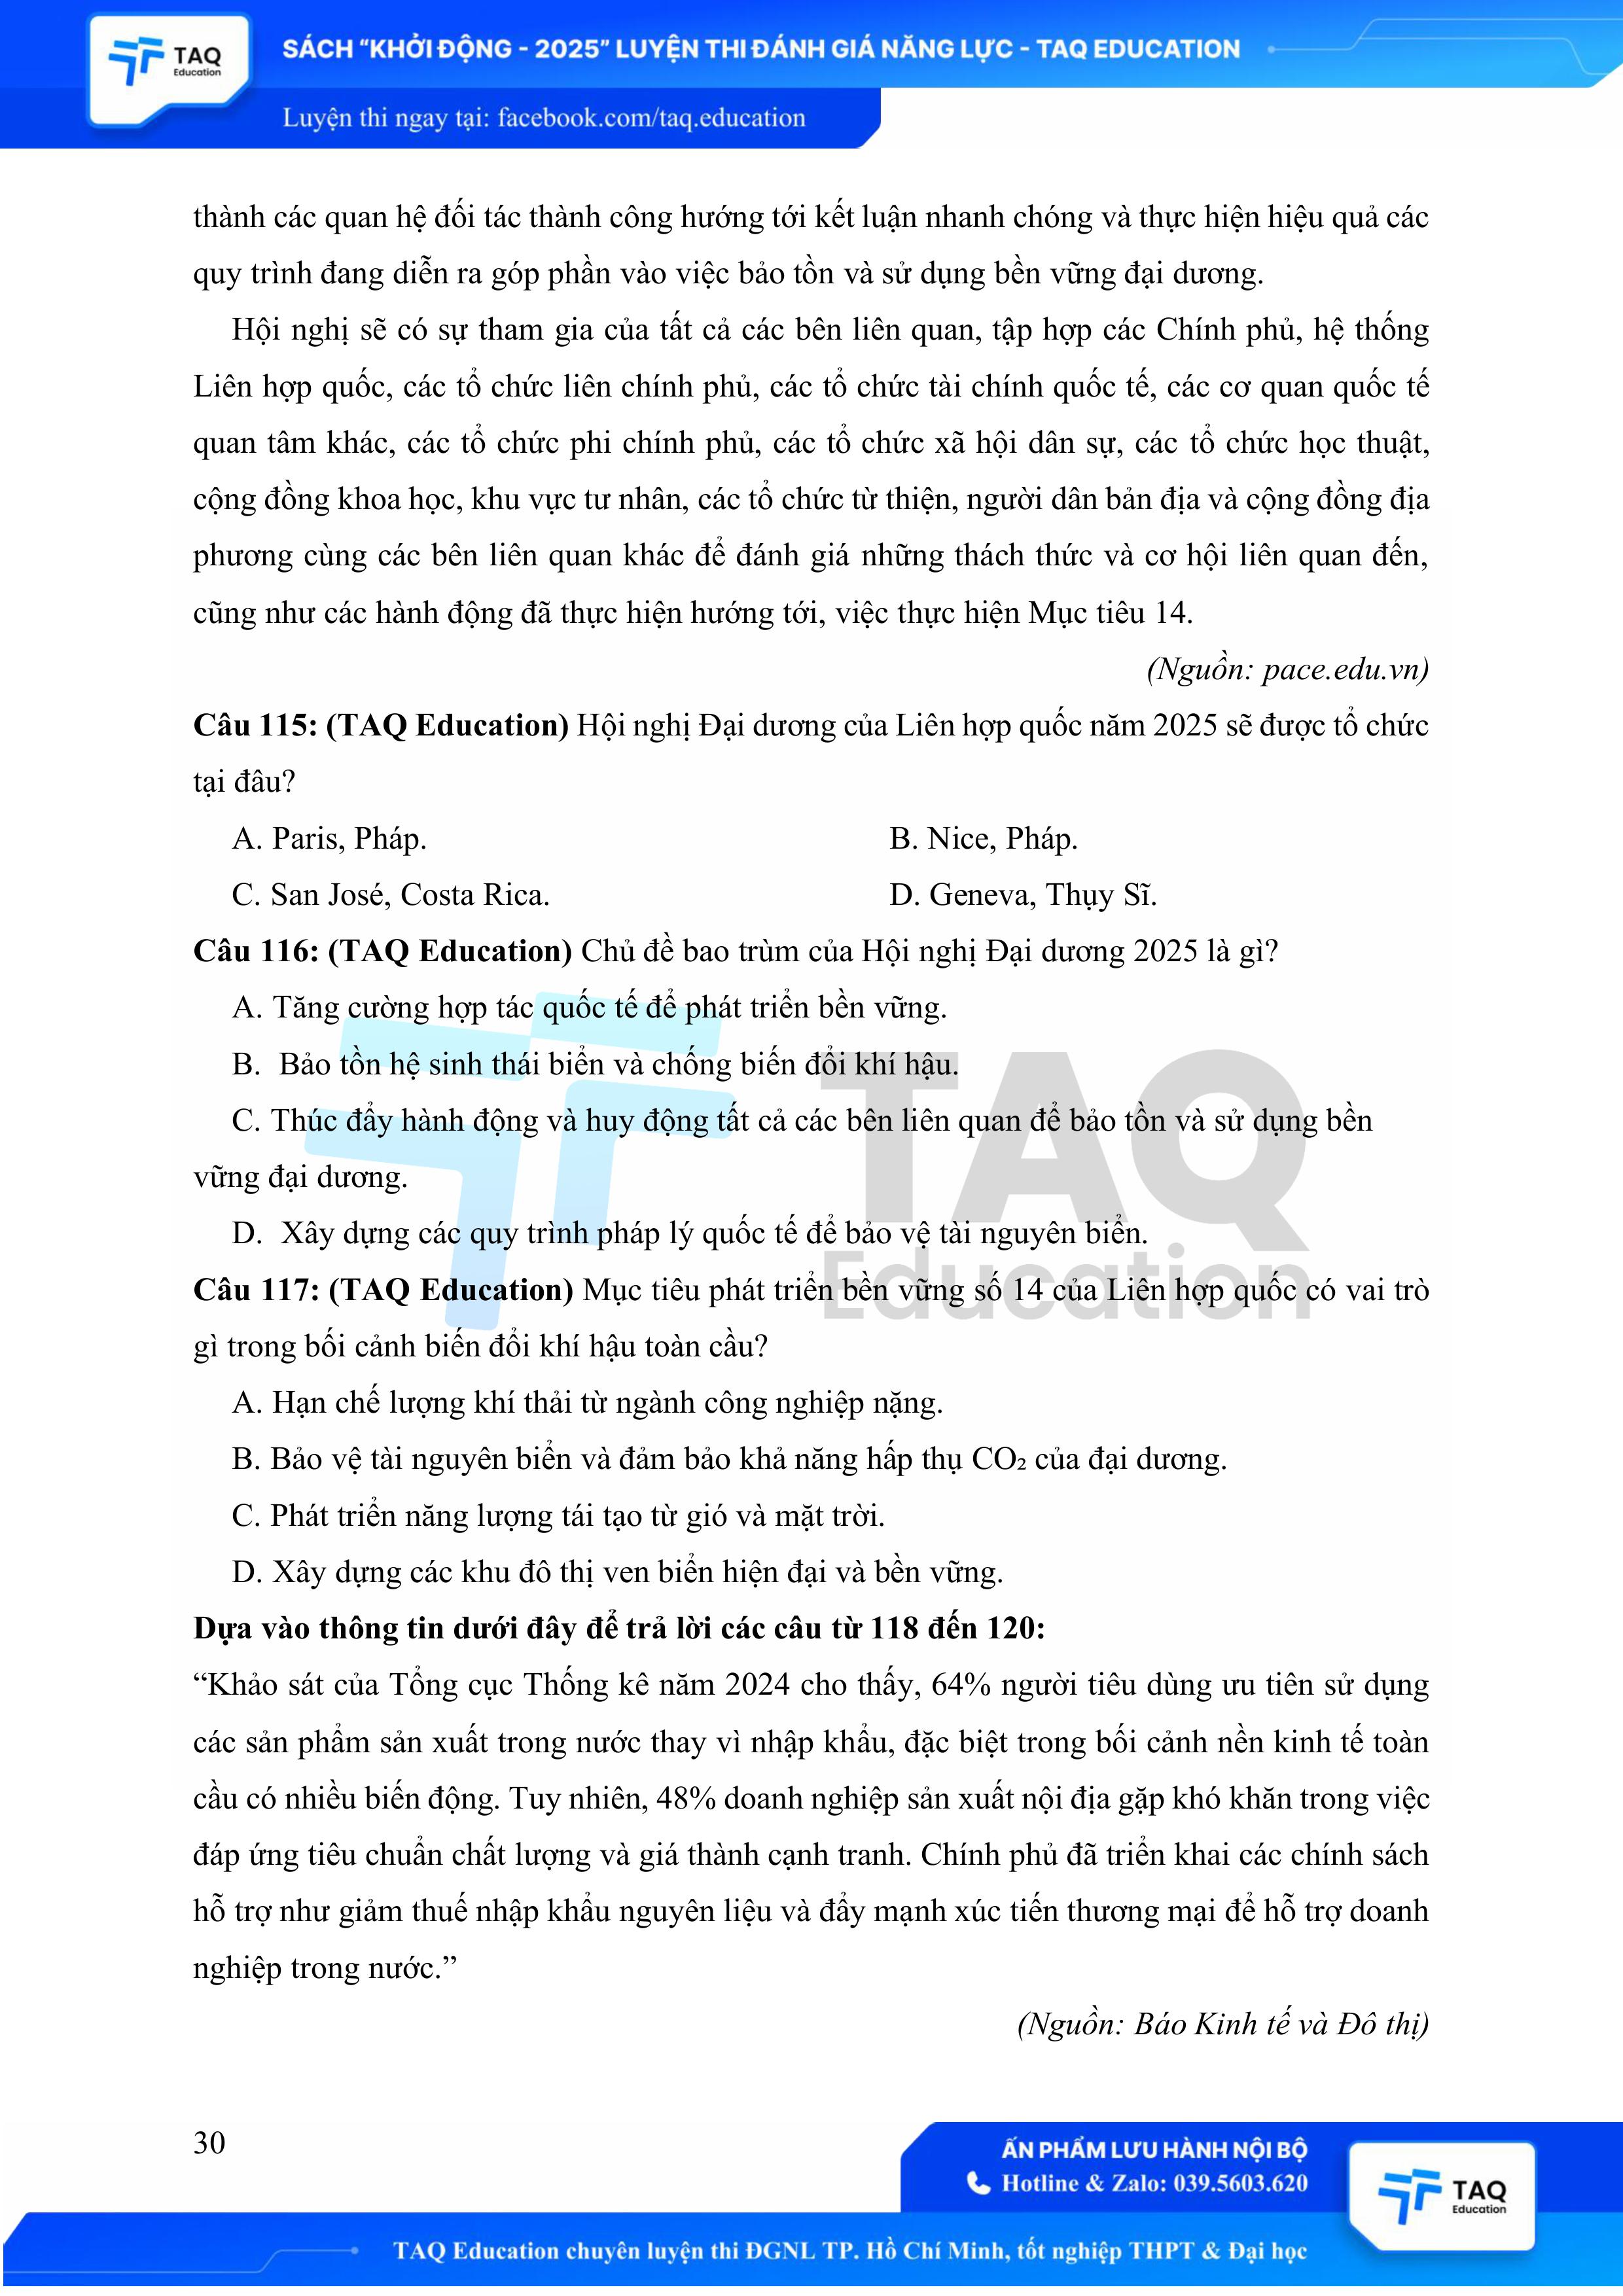 TAQ
Education
SÁCH “KHỞI ĐỘNG - 2025” LUYỆN THI ĐÁNH GIÁ NĂNG LỰC - TAQ EDUCATION
Luyện thi ngay tại: facebook.com/taq.education
thành các quan hệ đối tác thành công hướng tới kết luận nhanh chóng và thực hiện hiệu quả các
quy trình đang diễn ra góp phần vào việc bảo tồn và sử dụng bền vững đại dương.
Hội nghị sẽ có sự tham gia của tất cả các bên liên quan, tập hợp các Chính phủ, hệ thống
Liên hợp quốc, các tổ chức liên chính phủ, các tổ chức tài chính quốc tế, các cơ quan quốc tế
quan tâm khác, các tổ chức phi chính phủ, các tổ chức xã hội dân sự, các tổ chức học thuật,
cộng đồng khoa học, khu vực tư nhân, các tổ chức từ thiện, người dân bản địa và cộng đồng địa
phương cùng các bên liên quan khác để đánh giá những thách thức và cơ hội liên quan đến,
cũng như các hành động đã thực hiện hướng tới, việc thực hiện Mục tiêu 14.
(Nguồn: pace.edu.vn)
Câu 115: (TAQ Education) Hội nghị Đại dương của Liên hợp quốc năm 2025 sẽ được tổ chức
tại đâu?
A. Paris, Pháp. B. Nice, Pháp.
C. San José, Costa Rica. D. Geneva, Thụy Sĩ.
Câu 116: (TAQ Education) Chủ đề bao trùm của Hội nghị Đại dương 2025 là gì?
A. Tăng cường hợp tác quốc tế để phát triển bền vững.
B. Bảo tồn hệ sinh thái biển và chống biến đổi khí hậu.
C. Thúc đẩy hành động và huy động tất cả các bên liên quan để bảo tồn và sử dụng bền
vững đại dương.
D. Xây dựng các quy trình pháp lý quốc tế để bảo vệ tài nguyên biển.
TAQ
Education
Câu 117: (TAQ Education) Mục tiêu phát triển bền vững số 14 của Liên hợp quốc có vai trò
gì trong bối cảnh biến đổi khí hậu toàn cầu?
A. Hạn chế lượng khí thải từ ngành công nghiệp nặng.
B. Bảo vệ tài nguyên biển và đảm bảo khả năng hấp thụ CO₂ của đại dương.
C. Phát triển năng lượng tái tạo từ gió và mặt trời.
D. Xây dựng các khu đô thị ven biển hiện đại và bền vững.
Dựa vào thông tin dưới đây để trả lời các câu từ 118 đến 120:
“Khảo sát của Tổng cục Thống kê năm 2024 cho thấy, 64% người tiêu dùng ưu tiên sử dụng
các sản phẩm sản xuất trong nước thay vì nhập khẩu, đặc biệt trong bối cảnh nền kinh tế toàn
cầu có nhiều biến động. Tuy nhiên, 48% doanh nghiệp sản xuất nội địa gặp khó khăn trong việc
đáp ứng tiêu chuẩn chất lượng và giá thành cạnh tranh. Chính phủ đã triển khai các chính sách
hỗ trợ như giảm thuế nhập khẩu nguyên liệu và đẩy mạnh xúc tiến thương mại để hỗ trợ doanh
nghiệp trong nước.”
(Nguồn: Báo Kinh tế và Đô thị)
30
ẤN PHẨM LƯU HÀNH NỘI BỘ
Hotline & Zalo: 039.5603.620
TAQ
Education
TAQ Education chuyên luyện thi ĐGNL TP. Hồ Chí Minh, tốt nghiệp THPT & Đại học